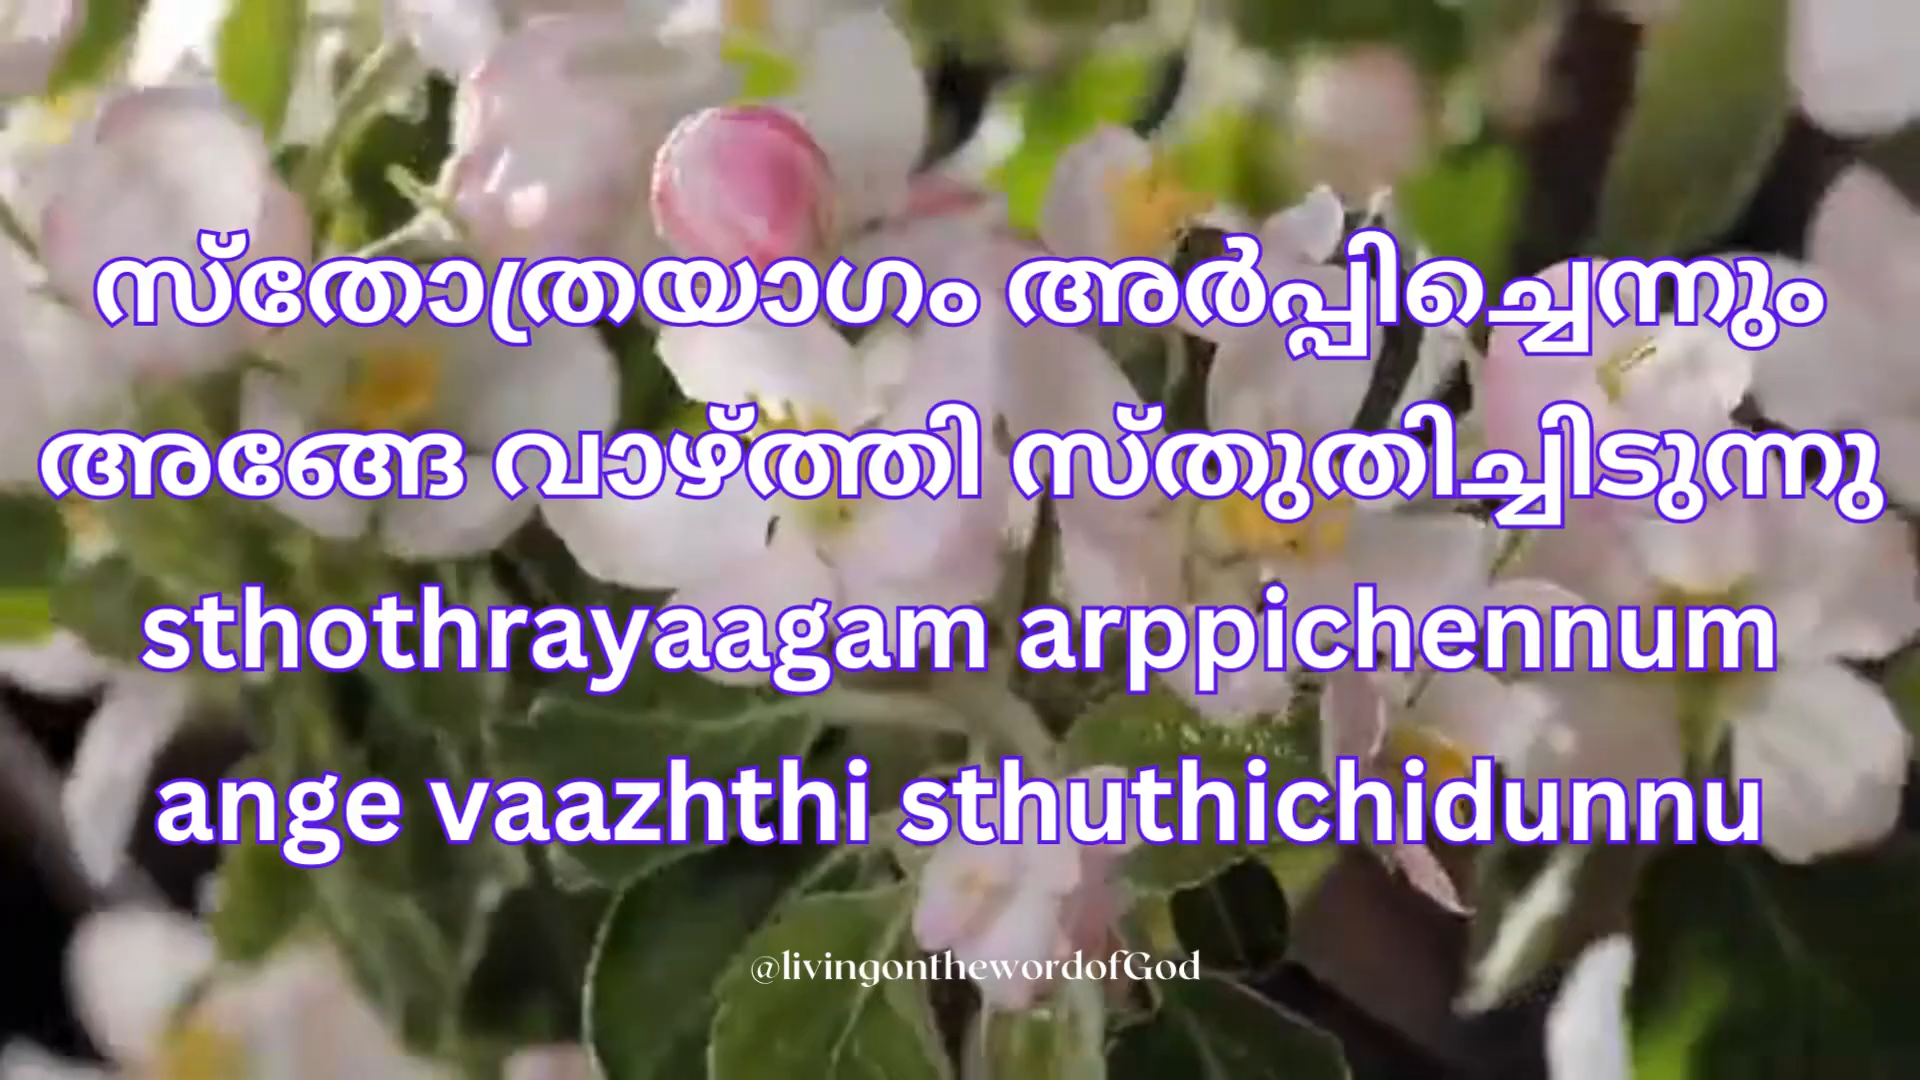 സ്തോത്രയാഗം അർപ്പിച്ചെന്നും
അങ്ങേ വാഴ്ത്തി സ്തുതിച്ചിടുന്നു
sthothrayaagam arppichennum
ange vaazhthi sthuthichidunnu
@livingonthewordofGod